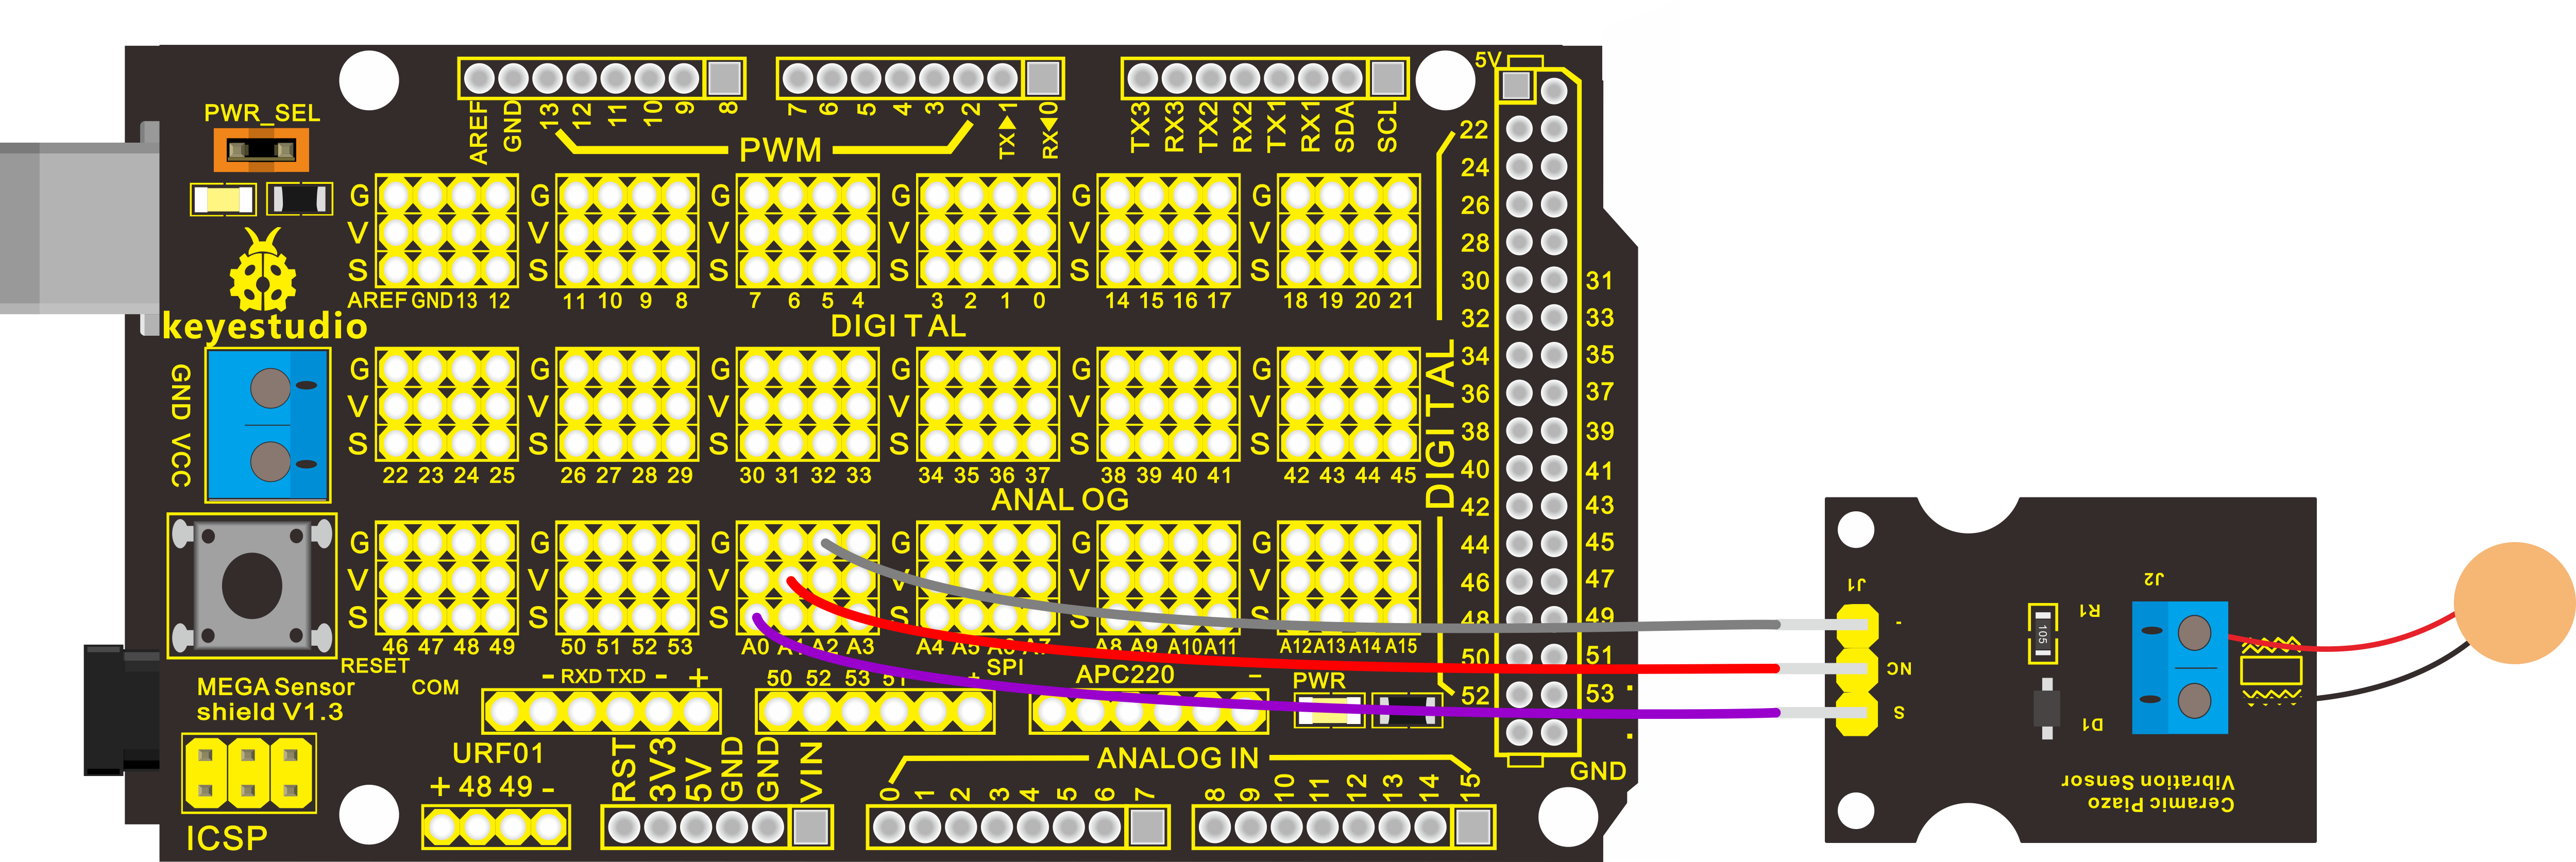 5V
PWR_SEL
AREF GND 13 12 11 10 9 8
7 6 5 4 3 2 TX▶1 RX◀0
TX3 RX3 TX2 RX2 TX1 RX1 SDA SCL
PWM
G G G G G G
V V V V V V
S S S S S S
AREF GND 13 12 11 10 9 8 7 6 5 4 3 2 1 0 14 15 16 17 18 19 20 21
keyestudio
DIGITAL
GND VCC
G G G G G G
V V V V V V
S S S S S S
22 23 24 25 26 27 28 29 30 31 32 33 34 35 36 37 38 39 40 41 42 43 44 45
ANALOG
G G G G G G
V V V V V V
S S S S S S
46 47 48 49 50 51 52 53 A0 A1 A2 A3 A4 A5 A6 A7 A8 A9 A10 A11 A12 A13 A14 A15
RESET
COM
- RXD TXD - +
50 52 53 51 +
SPI
APC220
-
PWR
MEGA Sensor
shield V1.3
URF01
+ 48 49 -
ICSP
RST 3V3 5V GND GND VIN
ANALOG IN
0 1 2 3 4 5 6 7 8 9 10 11 12 13 14 15
DIGITAL
22
24
26
28
30 31
32 33
34 35
36 37
38 39
40 41
42 43
44 45
46 47
48 49
50 51
52 53
GND
J1
-
NC
S
R1
105
D1
J2
Ceramic Piazo
Vibration Sensor